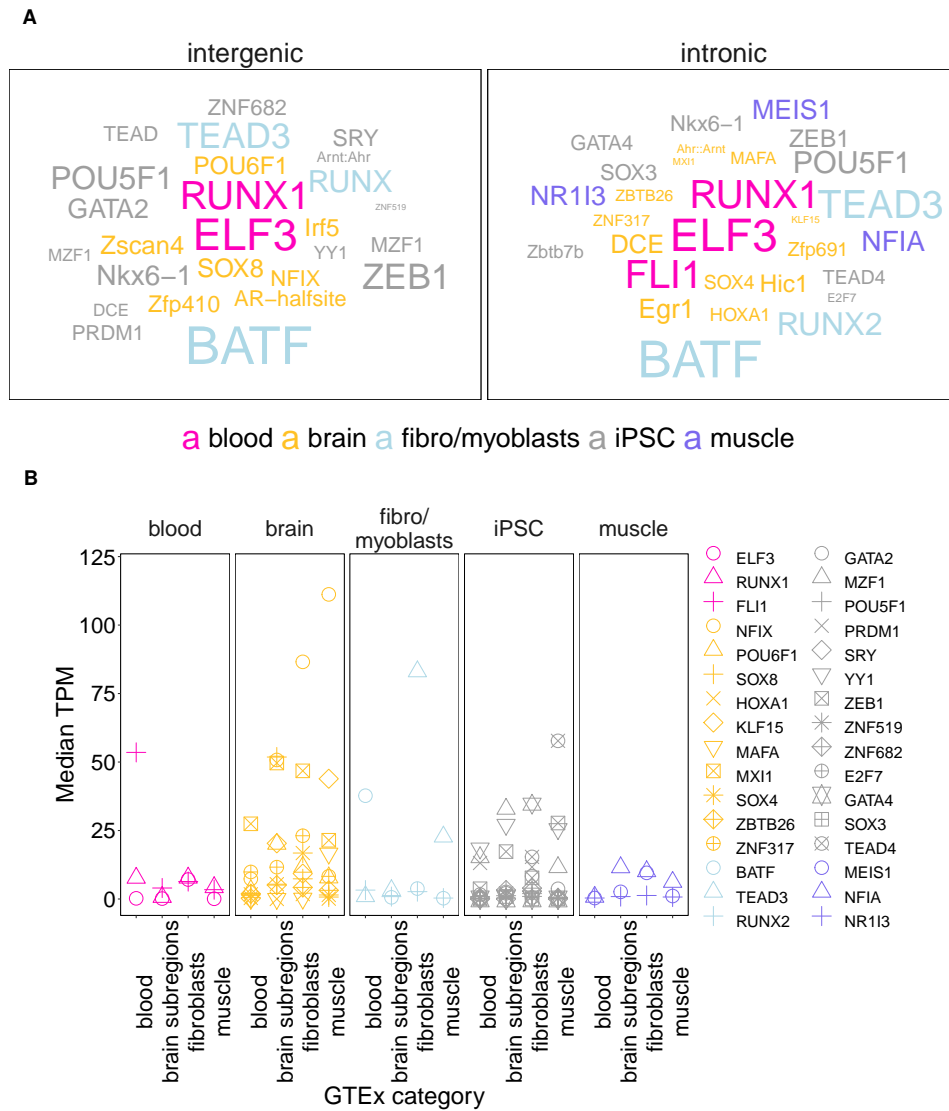 A
intergenic
intronic
ZNF682
TEAD
TEAD3
SRY
Arnt:Ahr
POU6F1
POU5F1
RUNX
RUNX1
GATA2
ZNF519
ELF3
Irf5
MZF1
Zscan4
YY1
MZF1
Nkx6−1
SOX8
NFIX
ZEB1
DCE
Zfp410
AR−halfsite
PRDM1
BATF
MEIS1
Nkx6−1
GATA4
ZEB1
Ahr::Arnt
MXI1
MAFA
POU5F1
SOX3
NR1I3
ZBTB26
RUNX1
TEAD3
ZNF317
KLF15
Zbtb7b
DCE
ELF3
Zfp691
NFIA
FLI1
SOX4
Hic1
TEAD4
E2F7
Egr1
HOXA1
RUNX2
BATF
a blood a brain a fibro/myoblasts a iPSC a muscle
B
blood
brain
fibro/
myoblasts
iPSC
muscle
125
100
75
50
25
0
Median TPM
blood
brain subregions
fibroblasts
muscle
blood
brain subregions
fibroblasts
muscle
blood
brain subregions
fibroblasts
muscle
blood
brain subregions
fibroblasts
muscle
blood
brain subregions
fibroblasts
muscle
GTEx category
ELF3
RUNX1
FLI1
NFIX
POU6F1
SOX8
HOXA1
KLF15
MAFA
MXI1
SOX4
ZBTB26
ZNF317
BATF
TEAD3
RUNX2
GATA2
MZF1
POU5F1
PRDM1
SRY
YY1
ZEB1
ZNF519
ZNF682
E2F7
GATA4
SOX3
TEAD4
MEIS1
NFIA
NR1I3